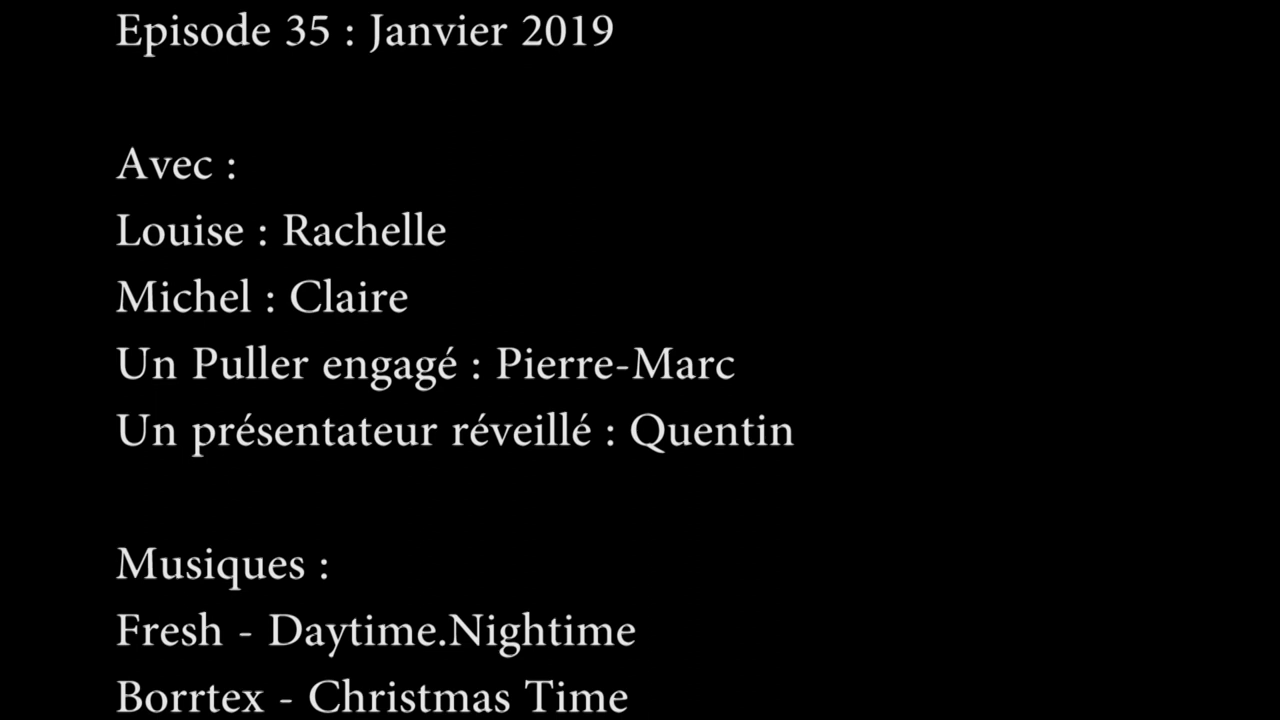 Episode 35 : Janvier 2019
Avec :
Louise : Rachelle
Michel : Claire
Un Puller engagé : Pierre-Marc
Un présentateur réveillé : Quentin
Musiques :
Fresh - Daytime.Nightime
Borrtex - Christmas Time